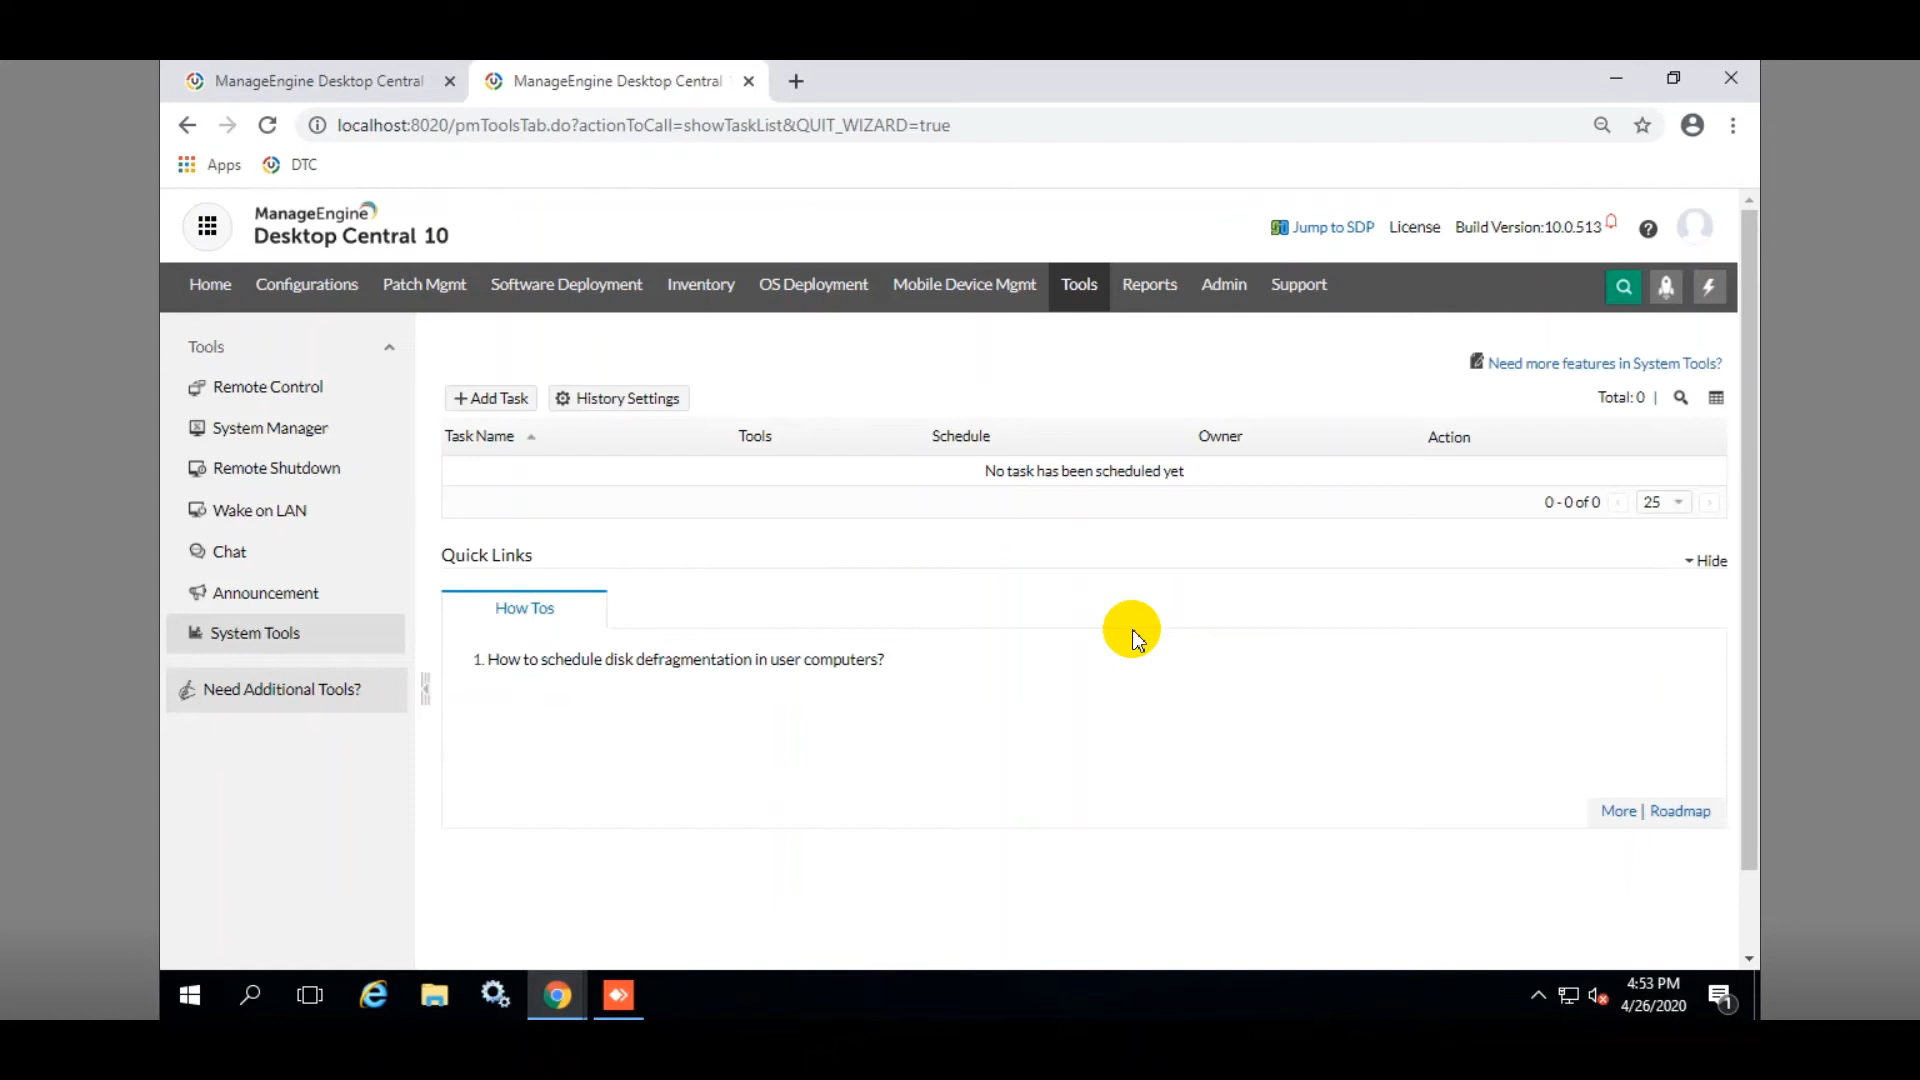 ManageEngine Desktop Central
ManageEngine Desktop Central
localhost:8020/pmToolsTab.do?actionToCall=showTaskList&QUIT_WIZARD=true
Apps
DTC
ManageEngine
Desktop Central 10
Jump to SDP
License
Build Version:10.0.513
Home
Configurations
Patch Mgmt
Software Deployment
Inventory
OS Deployment
Mobile Device Mgmt
Tools
Reports
Admin
Support
Tools
Remote Control
System Manager
Remote Shutdown
Wake on LAN
Chat
Announcement
System Tools
Need Additional Tools?
Need more features in System Tools?
+ Add Task
History Settings
Total: 0 |
Task Name
Tools
Schedule
Owner
Action
No task has been scheduled yet
0 - 0 of 0
25
Quick Links
Hide
How Tos
1. How to schedule disk defragmentation in user computers?
More | Roadmap
4:53 PM
4/26/2020
1